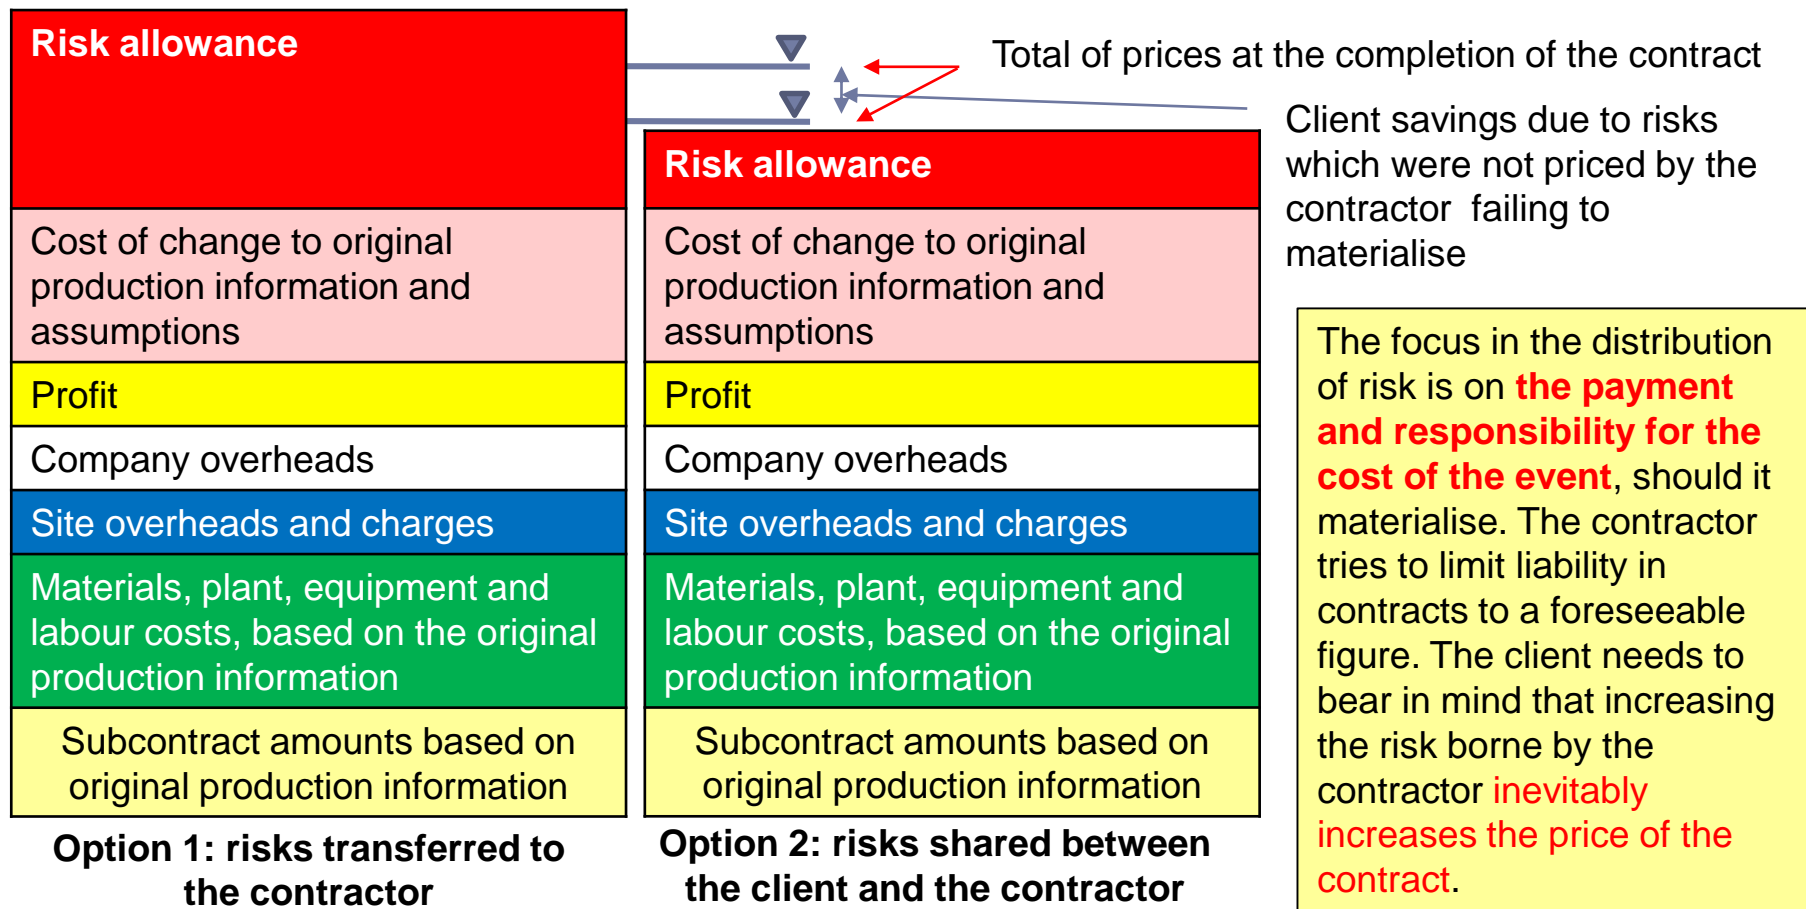 Risk allowance
Cost of change to original
production information and
assumptions
Profit
Company overheads
Site overheads and charges
Materials, plant, equipment and
labour costs, based on the original
production information
Subcontract amounts based on
original production information
Option 1: risks transferred to
the contractor
Risk allowance
Cost of change to original
production information and
assumptions
Profit
Company overheads
Site overheads and charges
Materials, plant, equipment and
labour costs, based on the original
production information
Subcontract amounts based on
original production information
Option 2: risks shared between
the client and the contractor
Total of prices at the completion of the contract
Client savings due to risks
which were not priced by the
contractor failing to
materialise
The focus in the distribution
of risk is on the payment
and responsibility for the
cost of the event, should it
materialise. The contractor
tries to limit liability in
contracts to a foreseeable
figure. The client needs to
bear in mind that increasing
the risk borne by the
contractor inevitably
increases the price of the
contract.